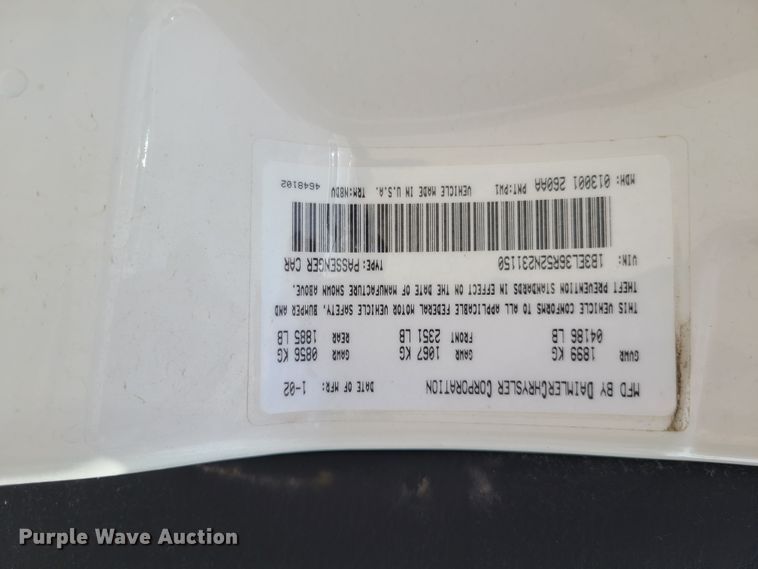 MFD BY DAIMLERCHRYSLER CORPORATION DATE OF MFR: 1-02
GVWR GAWR GAWR
1899 KG 1067 KG 0856 KG
04186 LB FRONT 2351 LB REAR 1885 LB
THIS VEHICLE CONFORMS TO ALL APPLICABLE FEDERAL MOTOR VEHICLE SAFETY, BUMPER AND
THEFT PREVENTION STANDARDS IN EFFECT ON THE DATE OF MANUFACTURE SHOWN ABOVE.
VIN: 1B3EL36R52N231150 TYPE: PASSENGER CAR
MDH: 013001 260AA PNT:PW1 VEHICLE MADE IN U.S.A. TRM:N8DV 4648102
Purple Wave Auction